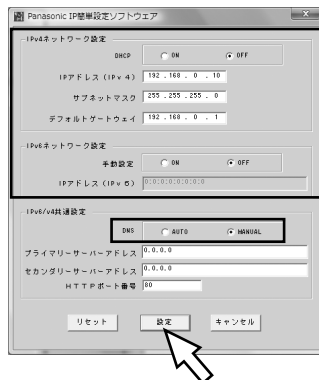 Panasonic IP簡単設定ソフトウェア
IPv4ネットワーク設定
DHCP ON OFF
IPアドレス(IPv4) 192 .168 . 0 . 10
サブネットマスク 255 .255 .255 . 0
デフォルトゲートウェイ 192 .168 . 0 . 1
IPv6ネットワーク設定
手動設定 ON OFF
IPアドレス(IPv6) 0:0:0:0:0:0:0:0
IPv6/v4共通設定
DNS AUTO MANUAL
プライマリーサーバーアドレス 0.0.0.0
セカンダリーサーバーアドレス 0.0.0.0
HTTPポート番号 80
リセット 設定 キャンセル